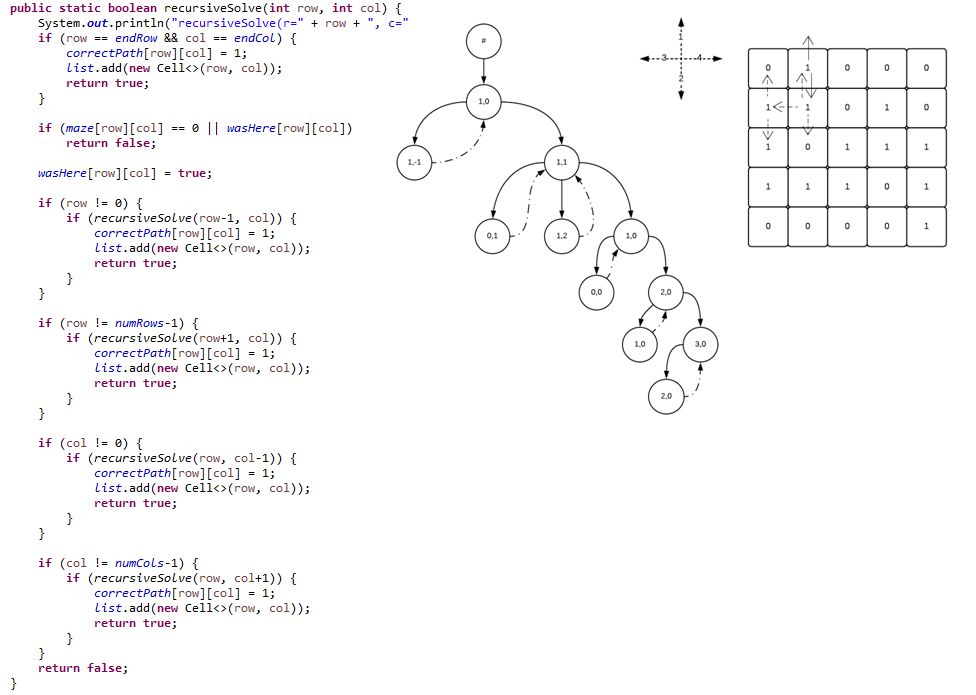 public static boolean recursiveSolve(int row, int col) {
    System.out.println("recursiveSolve(r=" + row + ", c="
    if (row == endRow && col == endCol) {
        correctPath[row][col] = 1;
        list.add(new Cell<>(row, col));
        return true;
    }

    if (maze[row][col] == 0 || wasHere[row][col])
        return false;

    wasHere[row][col] = true;

    if (row != 0) {
        if (recursiveSolve(row-1, col)) {
            correctPath[row][col] = 1;
            list.add(new Cell<>(row, col));
            return true;
        }
    }

    if (row != numRows-1) {
        if (recursiveSolve(row+1, col)) {
            correctPath[row][col] = 1;
            list.add(new Cell<>(row, col));
            return true;
        }
    }

    if (col != 0) {
        if (recursiveSolve(row, col-1)) {
            correctPath[row][col] = 1;
            list.add(new Cell<>(row, col));
            return true;
        }
    }

    if (col != numCols-1) {
        if (recursiveSolve(row, col+1)) {
            correctPath[row][col] = 1;
            list.add(new Cell<>(row, col));
            return true;
        }
    }
    return false;
}
#
1,0
1,-1
1,1
0,1
1,2
1,0
0,0
2,0
1,0
3,0
2,0
1
3 4
2
0 1 0 0 0
1 1 0 1 0
1 0 1 1 1
1 1 1 0 1
0 0 0 0 1